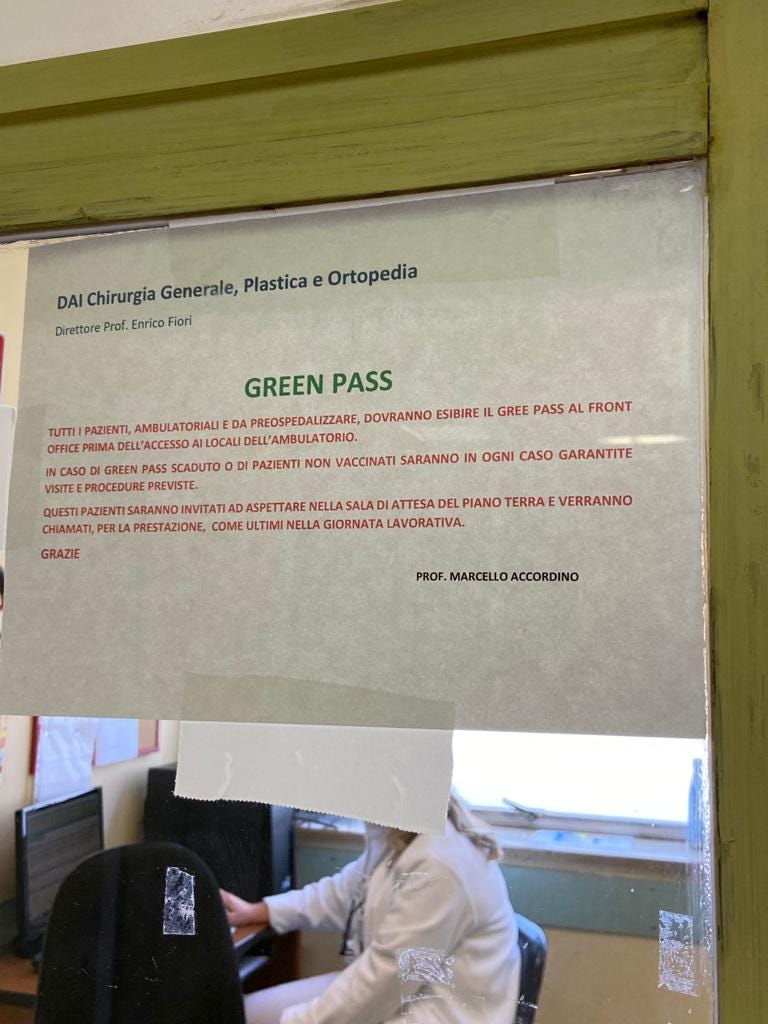 DAI Chirurgia Generale, Plastica e Ortopedia
Direttore Prof. Enrico Fiori
GREEN PASS
TUTTI I PAZIENTI, AMBULATORIALI E DA PREOSPEDALIZZARE, DOVRANNO ESIBIRE IL GREE PASS AL FRONT
OFFICE PRIMA DELL'ACCESSO AI LOCALI DELL'AMBULATORIO.
IN CASO DI GREEN PASS SCADUTO O DI PAZIENTI NON VACCINATI SARANNO IN OGNI CASO GARANTITE
VISITE E PROCEDURE PREVISTE.
QUESTI PAZIENTI SARANNO INVITATI AD ASPETTARE NELLA SALA DI ATTESA DEL PIANO TERRA E VERRANNO
CHIAMATI, PER LA PRESTAZIONE, COME ULTIMI NELLA GIORNATA LAVORATIVA.
GRAZIE
PROF. MARCELLO ACCORDINO